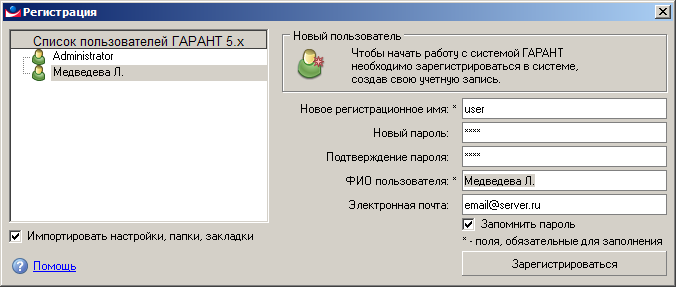 Регистрация
Список пользователей ГАРАНТ 5.x
Administrator
Медведева Л.
Импортировать настройки, папки, закладки
Помощь
Новый пользователь
Чтобы начать работу с системой ГАРАНТ
необходимо зарегистрироваться в системе,
создав свою учетную запись.
Новое регистрационное имя: * user
Новый пароль: ****
Подтверждение пароля: ****
ФИО пользователя: * Медведева Л.
Электронная почта: email@server.ru
Запомнить пароль
* - поля, обязательные для заполнения
Зарегистрироваться